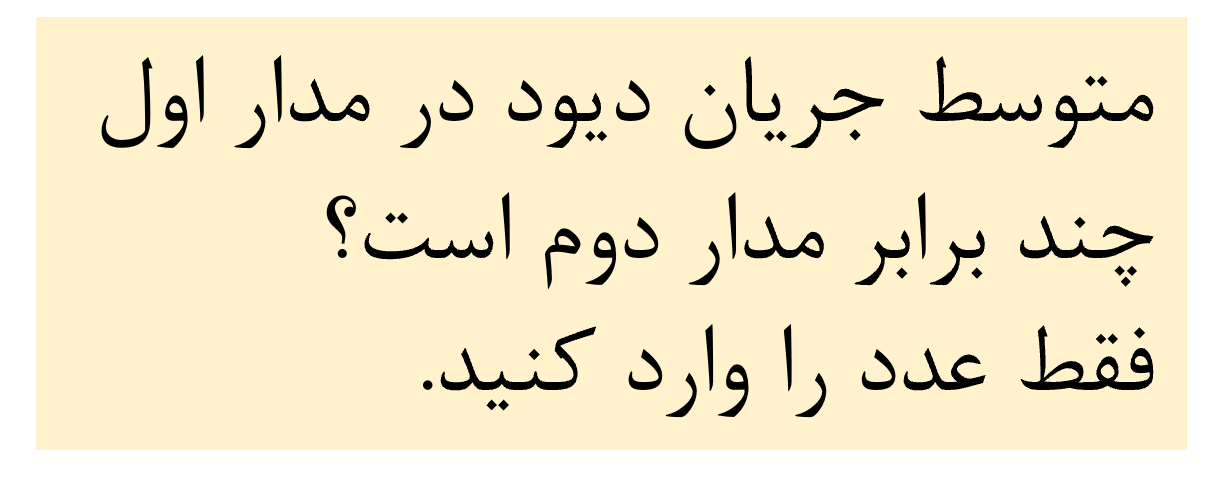 متوسط جریان دیود در مدار اول
چند برابر مدار دوم است؟
فقط عدد را وارد کنید.